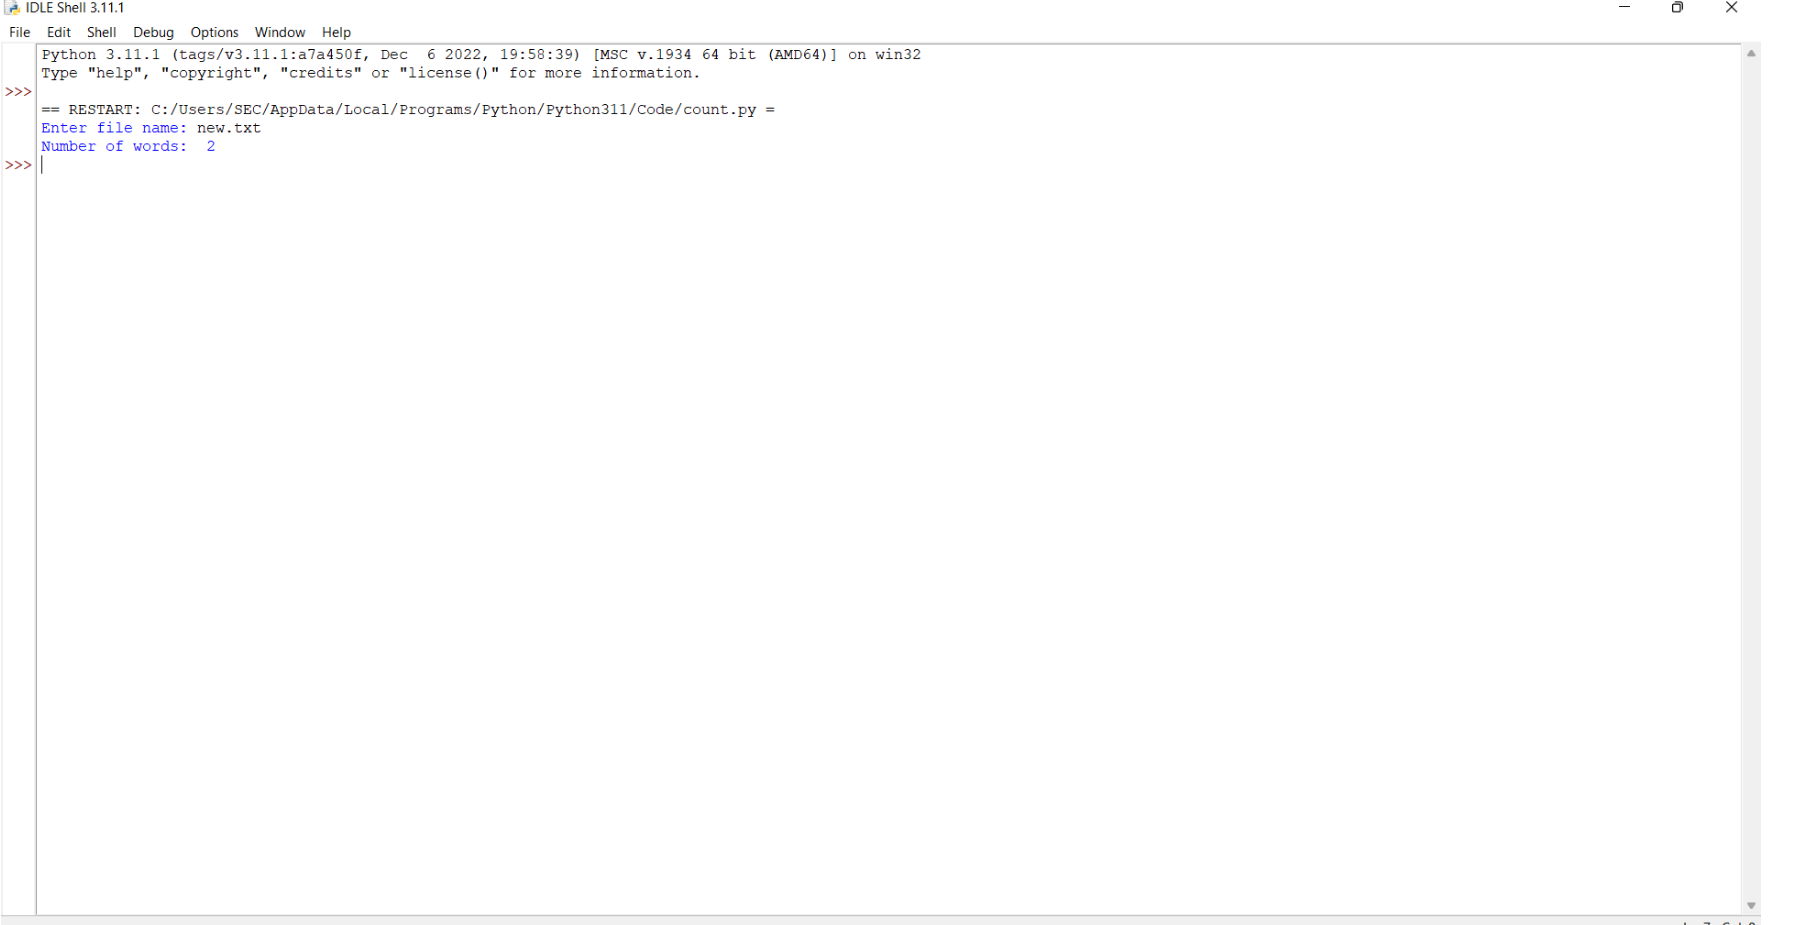 IDLE Shell 3.11.1
File Edit Shell Debug Options Window Help
Python 3.11.1 (tags/v3.11.1:a7a450f, Dec  6 2022, 19:58:39) [MSC v.1934 64 bit (AMD64)] on win32
Type "help", "copyright", "credits" or "license()" for more information.
>>>
== RESTART: C:/Users/SEC/AppData/Local/Programs/Python/Python311/Code/count.py =
Enter file name: new.txt
Number of words:  2
>>>